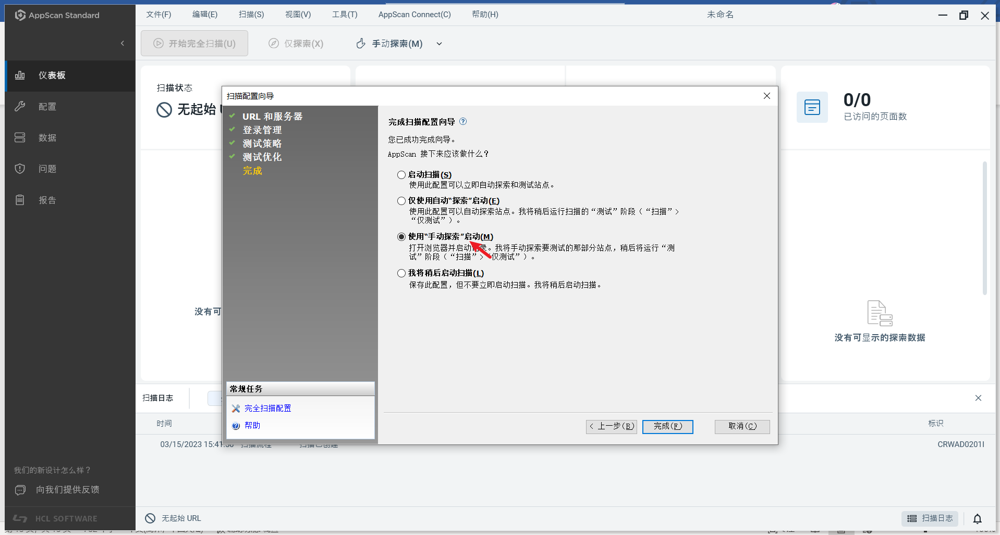 AppScan Standard
文件(F) 编辑(E) 扫描(S) 视图(V) 工具(T) AppScan Connect(C) 帮助(H) 未命名
开始完全扫描(U) 仅探索(X) 手动探索(M)
仪表板
配置
数据
问题
报告
扫描状态
无起始
0/0
已访问的页面数
扫描配置向导
URL 和服务器
登录管理
测试策略
测试优化
完成
完成扫描配置向导
您已成功完成向导。
AppScan 接下来应该做什么？
启动扫描(S)
使用此配置可以立即自动探索和测试站点。
仅使用自动“探索”启动(E)
使用此配置可以自动探索站点。我将稍后运行扫描的“测试”阶段（“扫描”>
“仅测试”）。
使用“手动探索”启动(M)
打开浏览器并启动记录。我将手动探索要测试的那部分站点，稍后将运行“测
试”阶段（“扫描”>“仅测试”）。
我将稍后启动扫描(L)
保存此配置，但不要立即启动扫描。我将稍后启动扫描。
没有可
没有可显示的探索数据
常规任务
完全扫描配置
帮助
< 上一步(B) 完成(F) 取消(C)
扫描日志
时间 标识
03/15/2023 15:41:50 扫描流程 扫描已创建 CRWAD0201I
我们的新设计怎么样？
向我们提供反馈
HCL SOFTWARE
无起始 URL
扫描日志